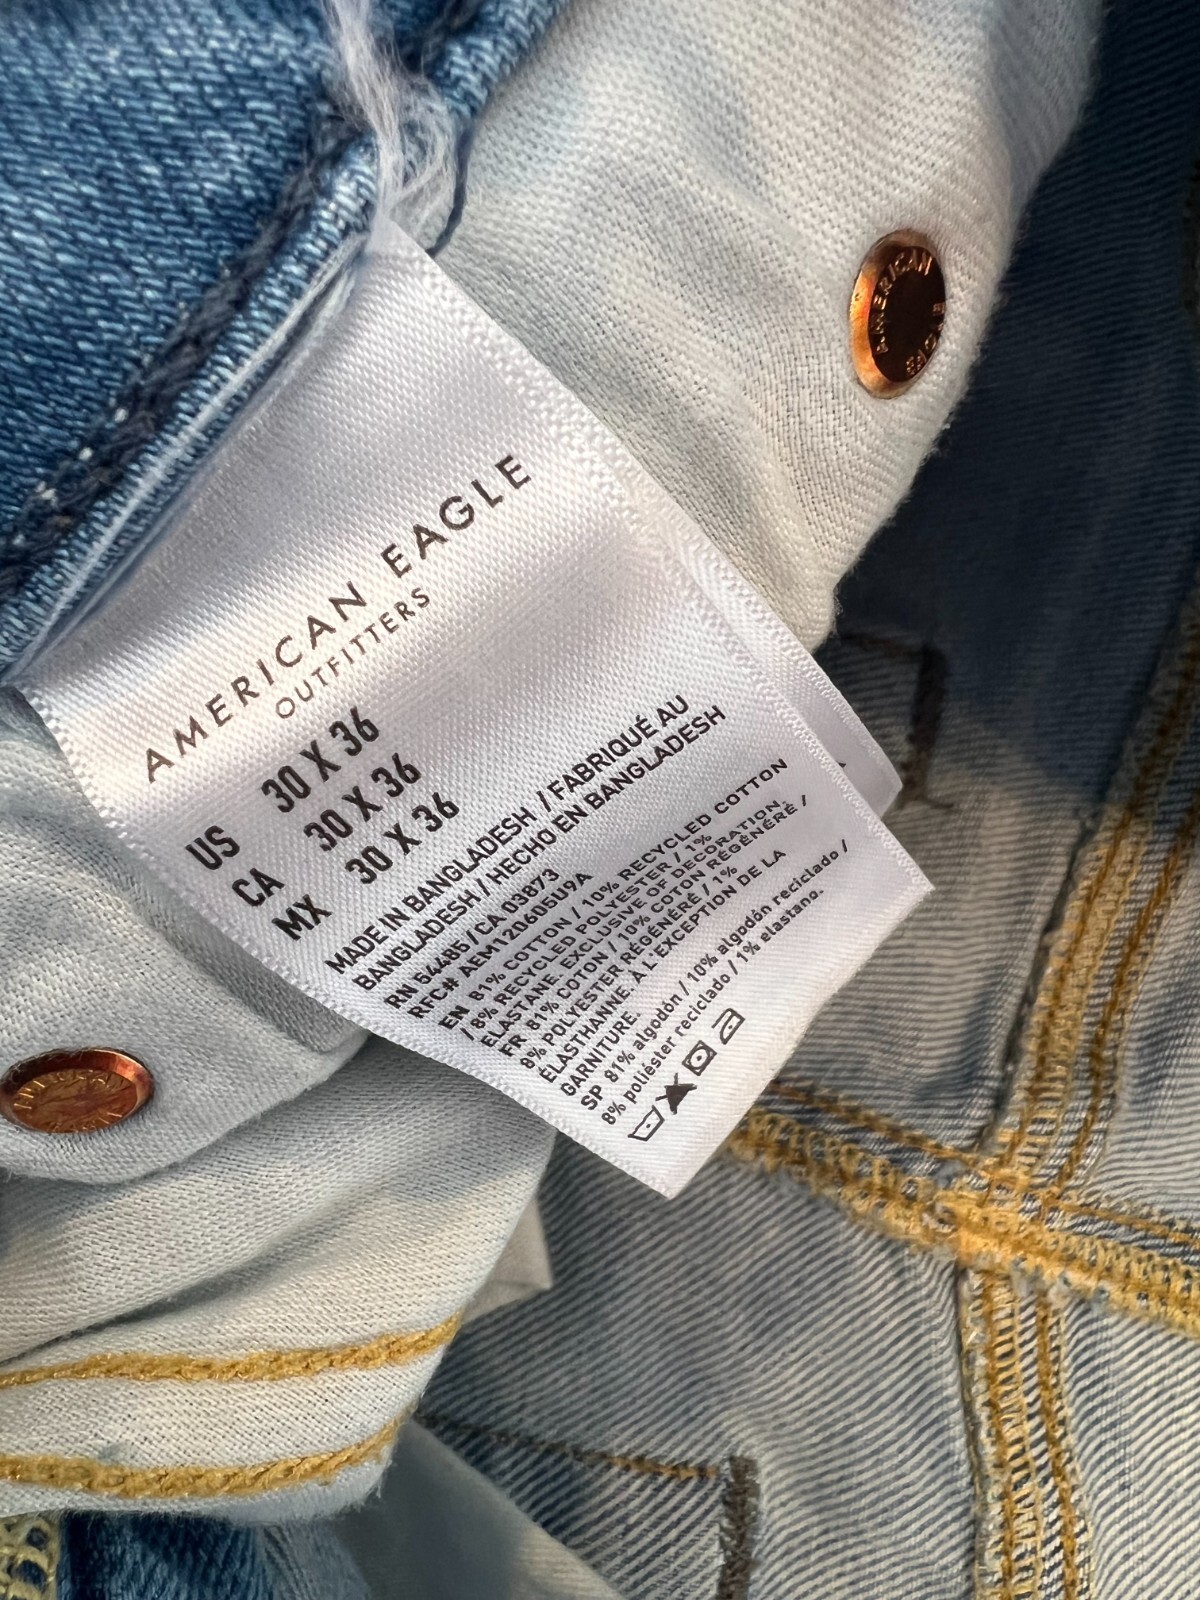 AMERICAN EAGLE
OUTFITTERS
US 30 X 36
CA 30 X 36
MX 30 X 36
MADE IN BANGLADESH / FABRIQUÉ AU
BANGLADESH / HECHO EN BANGLADESH
RN 54485 / CA 03873
RFC# AEM120605U9A
EN 81% COTTON / 10% RECYCLED COTTON
/ 8% RECYCLED POLYESTER / 1%
ELASTANE. EXCLUSIVE OF DECORATION.
FR 81% COTON / 10% COTON RÉGÉNÉRÉ /
8% POLYESTER RÉGÉNÉRÉ / 1%
ÉLASTHANNE. À L'EXCEPTION DE LA
GARNITURE.
SP 81% algodón / 10% algodón reciclado /
8% poliéster reciclado / 1% elastano.
AMERICAN
EAGLE
AMERICAN